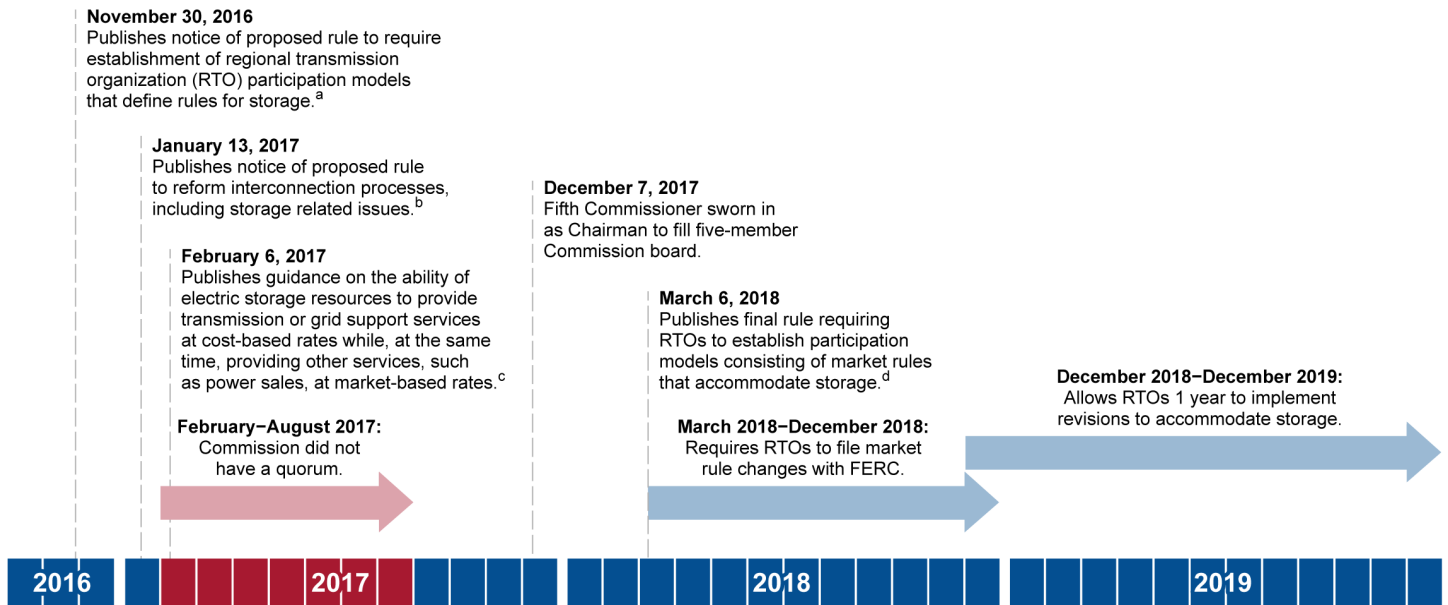 November 30, 2016
Publishes notice of proposed rule to require
establishment of regional transmission
organization (RTO) participation models
that define rules for storage.a
January 13, 2017
Publishes notice of proposed rule
to reform interconnection processes,
including storage related issues.b
February 6, 2017
Publishes guidance on the ability of
electric storage resources to provide
transmission or grid support services
at cost-based rates while, at the same
time, providing other services, such
as power sales, at market-based rates.c
February–August 2017:
Commission did not
have a quorum.
December 7, 2017
Fifth Commissioner sworn in
as Chairman to fill five-member
Commission board.
March 6, 2018
Publishes final rule requiring
RTOs to establish participation
models consisting of market rules
that accommodate storage.d
March 2018–December 2018:
Requires RTOs to file market
rule changes with FERC.
December 2018–December 2019:
Allows RTOs 1 year to implement
revisions to accommodate storage.
2016
2017
2018
2019